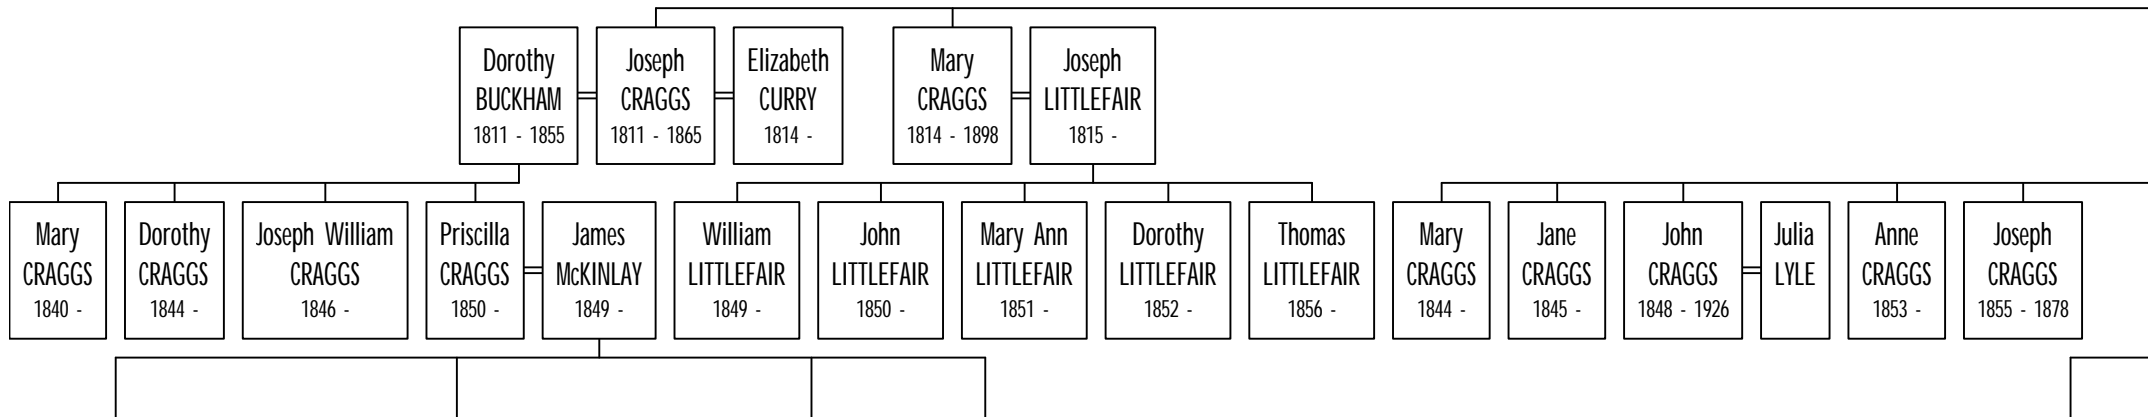 Dorothy
BUCKHAM
1811 - 1855
Joseph
CRAGGS
1811 - 1865
Elizabeth
CURRY
1814 -
Mary
CRAGGS
1814 - 1898
Joseph
LITTLEFAIR
1815 -
Mary
CRAGGS
1840 -
Dorothy
CRAGGS
1844 -
Joseph William
CRAGGS
1846 -
Priscilla
CRAGGS
1850 -
James
McKINLAY
1849 -
William
LITTLEFAIR
1849 -
John
LITTLEFAIR
1850 -
Mary Ann
LITTLEFAIR
1851 -
Dorothy
LITTLEFAIR
1852 -
Thomas
LITTLEFAIR
1856 -
Mary
CRAGGS
1844 -
Jane
CRAGGS
1845 -
John
CRAGGS
1848 - 1926
Julia
LYLE
Anne
CRAGGS
1853 -
Joseph
CRAGGS
1855 - 1878